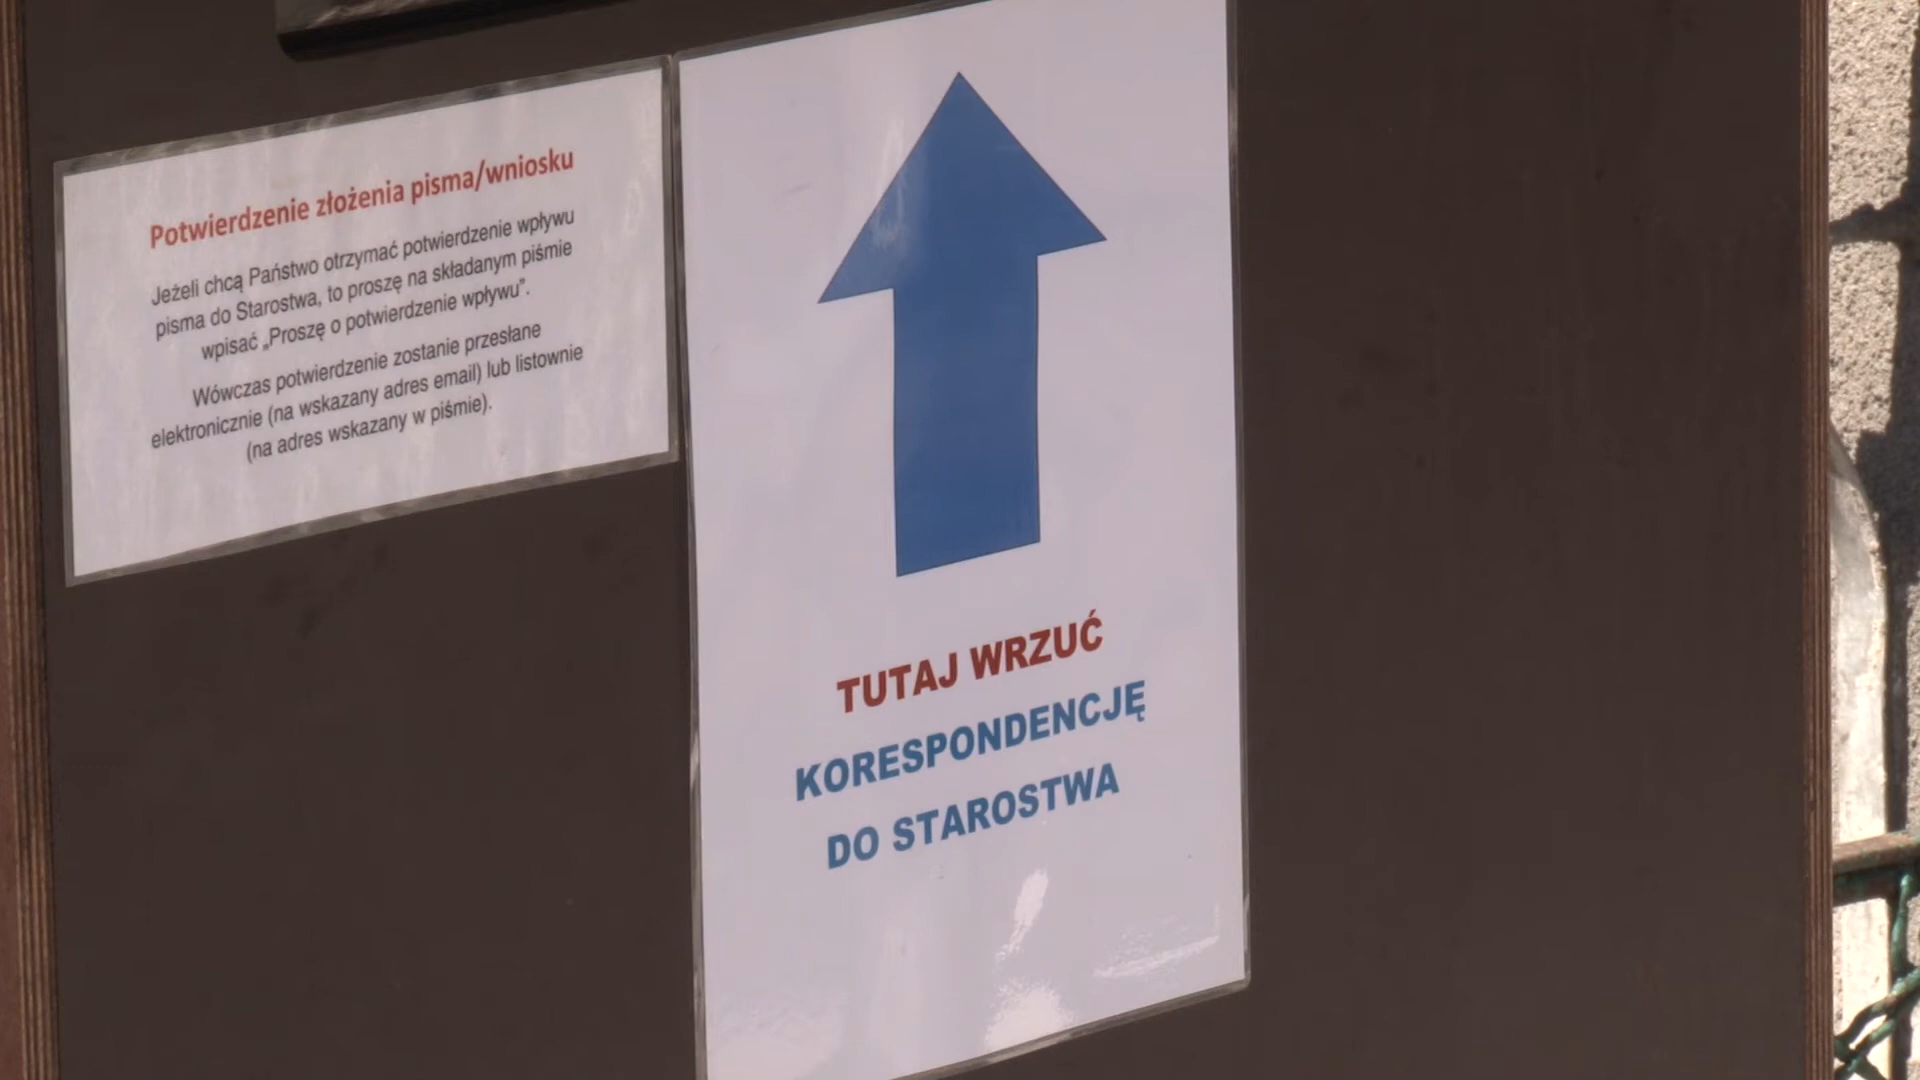 Potwierdzenie złożenia pisma/wniosku
Jeżeli chcą Państwo otrzymać potwierdzenie wpływu
pisma do Starostwa, to proszę na składanym piśmie
wpisać „Proszę o potwierdzenie wpływu”.
Wówczas potwierdzenie zostanie przesłane
elektronicznie (na wskazany adres email) lub listownie
(na adres wskazany w piśmie).
TUTAJ WRZUĆ
KORESPONDENCJĘ
DO STAROSTWA